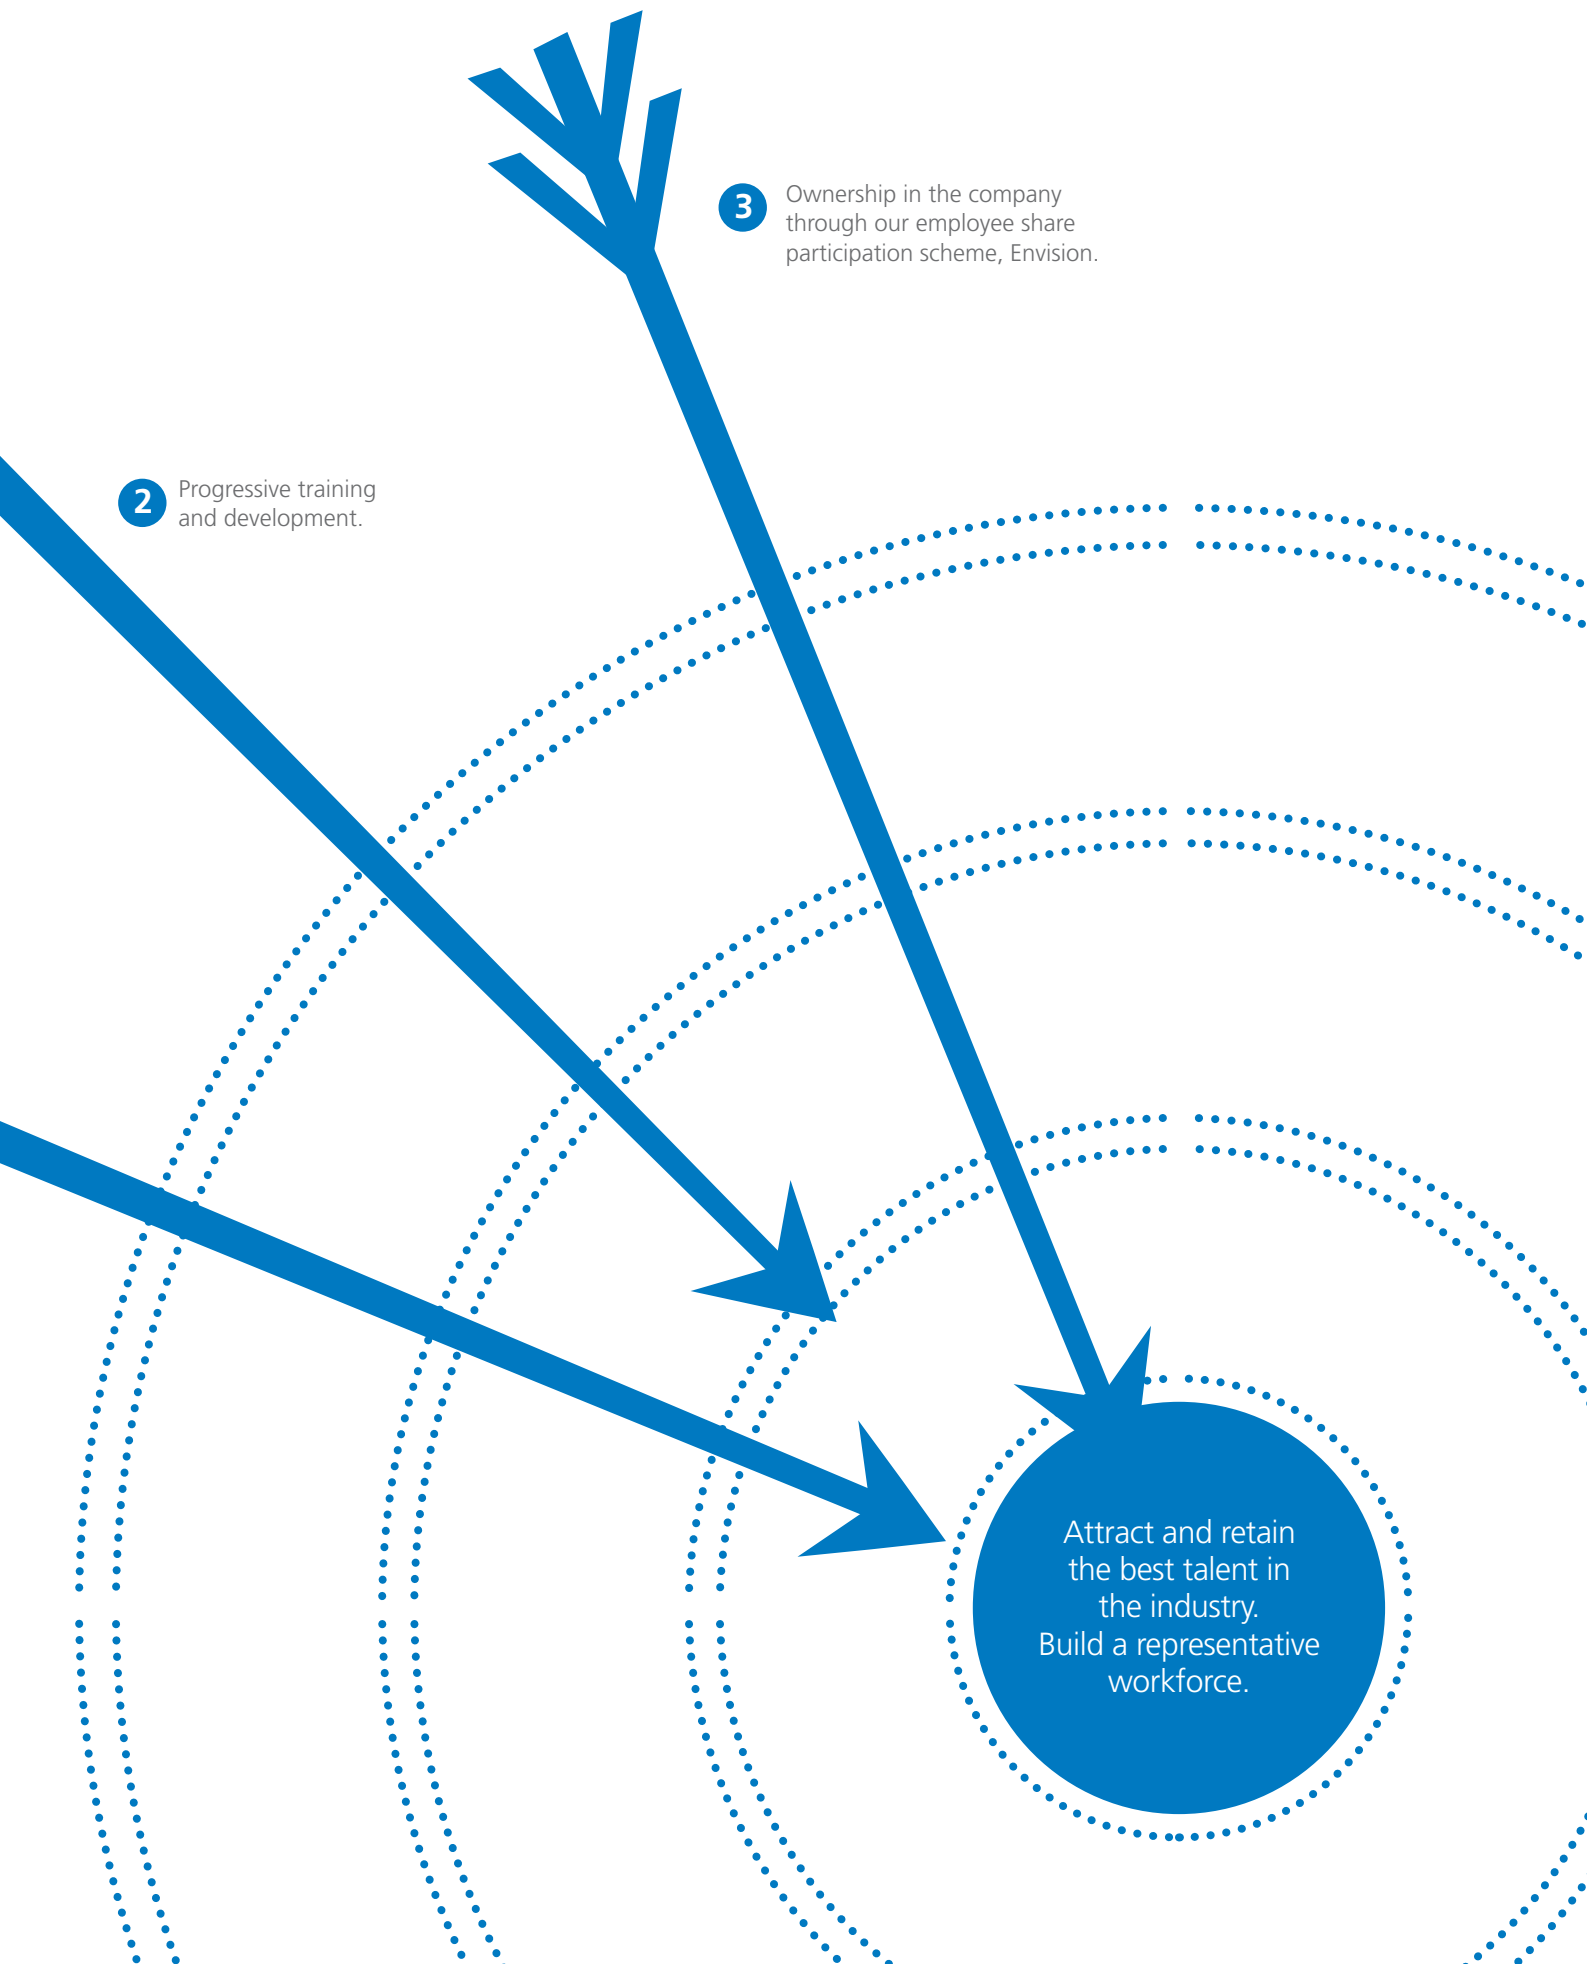 3
Ownership in the company
through our employee share
participation scheme, Envision.
2
Progressive training
and development.
Attract and retain
the best talent in
the industry.
Build a representative
workforce.